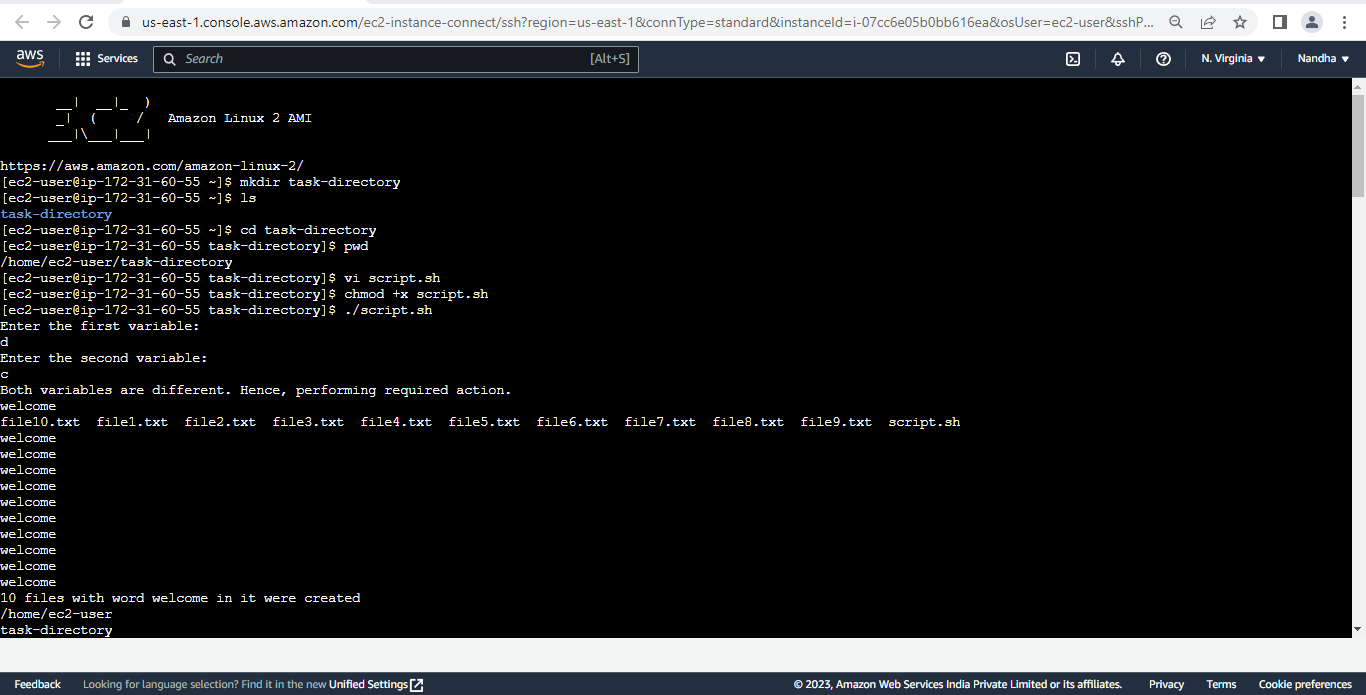 us-east-1.console.aws.amazon.com/ec2-instance-connect/ssh?region=us-east-1&connType=standard&instanceId=i-07cc6e05b0bb616ea&osUser=ec2-user&sshP...
aws Services Search [Alt+S] N. Virginia Nandha
       __|  __|_  )
       _|  (     /   Amazon Linux 2 AMI
      ___|\___|___|
https://aws.amazon.com/amazon-linux-2/
[ec2-user@ip-172-31-60-55 ~]$ mkdir task-directory
[ec2-user@ip-172-31-60-55 ~]$ ls
task-directory
[ec2-user@ip-172-31-60-55 ~]$ cd task-directory
[ec2-user@ip-172-31-60-55 task-directory]$ pwd
/home/ec2-user/task-directory
[ec2-user@ip-172-31-60-55 task-directory]$ vi script.sh
[ec2-user@ip-172-31-60-55 task-directory]$ chmod +x script.sh
[ec2-user@ip-172-31-60-55 task-directory]$ ./script.sh
Enter the first variable:
d
Enter the second variable:
c
Both variables are different. Hence, performing required action.
welcome
file10.txt  file1.txt  file2.txt  file3.txt  file4.txt  file5.txt  file6.txt  file7.txt  file8.txt  file9.txt  script.sh
welcome
welcome
welcome
welcome
welcome
welcome
welcome
welcome
welcome
welcome
10 files with word welcome in it were created
/home/ec2-user
task-directory
Feedback Looking for language selection? Find it in the new Unified Settings © 2023, Amazon Web Services India Private Limited or its affiliates. Privacy Terms Cookie preferences